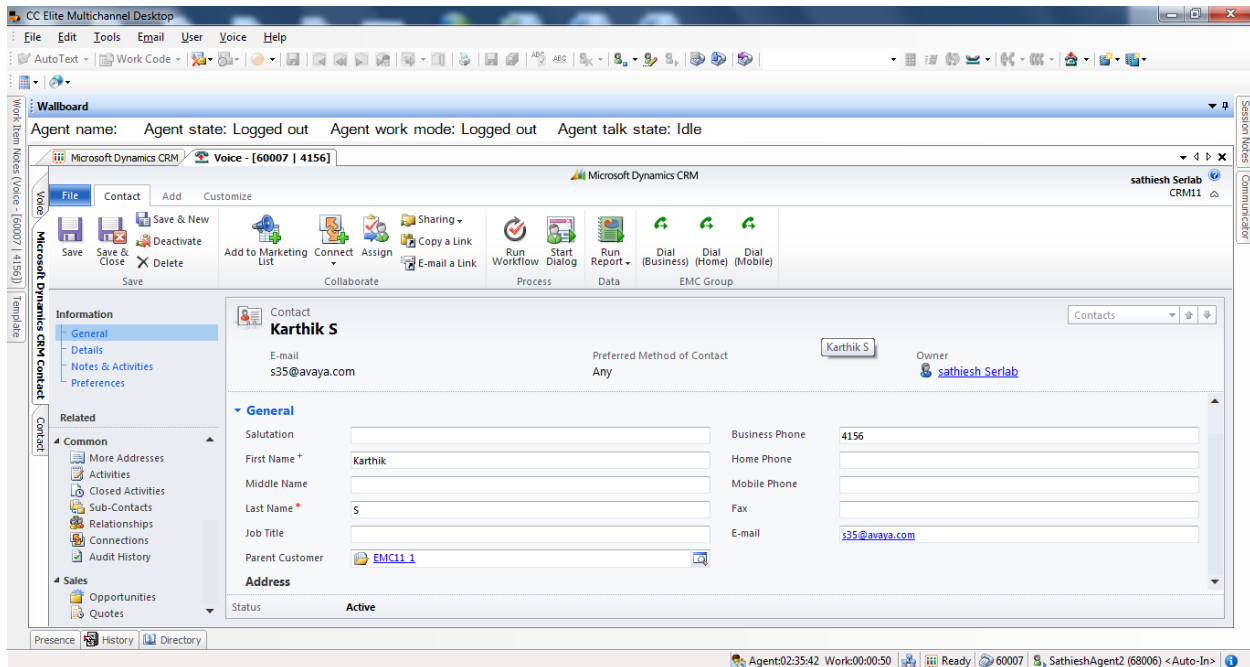 CC Elite Multichannel Desktop
File Edit Tools Email User Voice Help
AutoText Work Code
Wallboard
Agent name: Agent state: Logged out Agent work mode: Logged out Agent talk state: Idle
Microsoft Dynamics CRM Voice - [60007 | 4156]
Microsoft Dynamics CRM
sathiesh Serlab
CRM11
File Contact Add Customize
Save
Save & Close
Save & New
Deactivate
Delete
Save
Add to Marketing List
Connect
Assign
Sharing
Copy a Link
E-mail a Link
Collaborate
Run Workflow
Start Dialog
Process
Run Report
Data
Dial (Business)
Dial (Home)
Dial (Mobile)
EMC Group
Work Item Notes (Voice - [60007 | 4156])
Template
Voice
Microsoft Dynamics CRM Contact
Contact
Session Notes
Communicator
Information
General
Details
Notes & Activities
Preferences
Related
Common
More Addresses
Activities
Closed Activities
Sub-Contacts
Relationships
Connections
Audit History
Sales
Opportunities
Quotes
Contact
Karthik S
Contacts
E-mail
s35@avaya.com
Preferred Method of Contact
Any
Karthik S
Owner
sathiesh Serlab
General
Salutation
First Name + Karthik
Middle Name
Last Name * S
Job Title
Parent Customer EMC11 1
Business Phone 4156
Home Phone
Mobile Phone
Fax
E-mail s35@avaya.com
Address
Status Active
Presence History Directory
Agent:02:35:42 Work:00:00:50 Ready 60007 SathieshAgent2 (68006) <Auto-In>